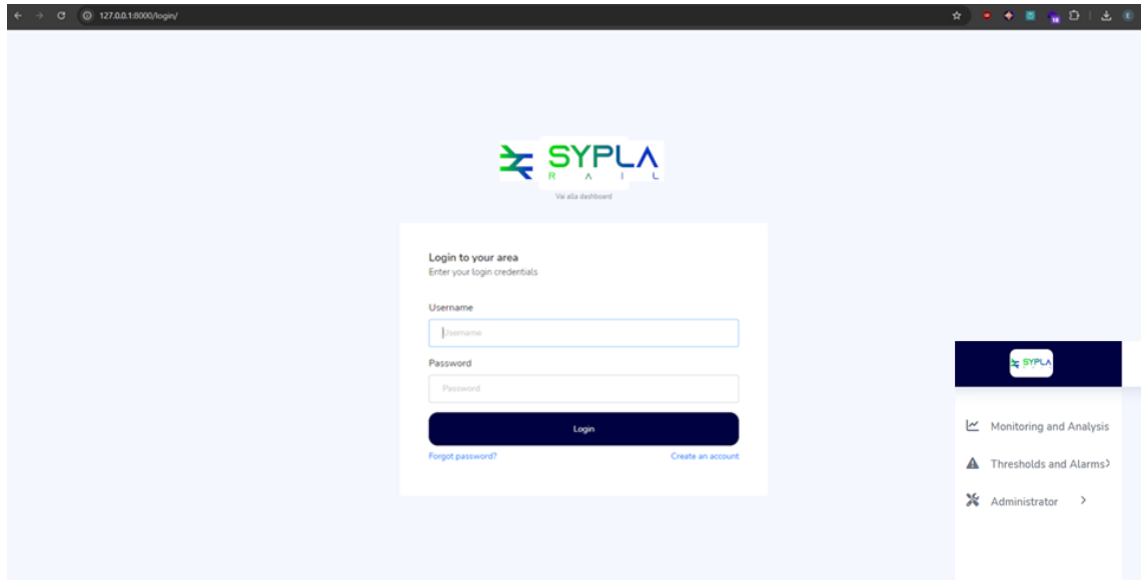 127.0.0.1:8000/login/
SYPLA
RAIL
Vai alla dashboard
Login to your area
Enter your login credentials
Username
Username
Password
Password
Login
Forgot password? Create an account
SYPLA
Monitoring and Analysis
Thresholds and Alarms
Administrator